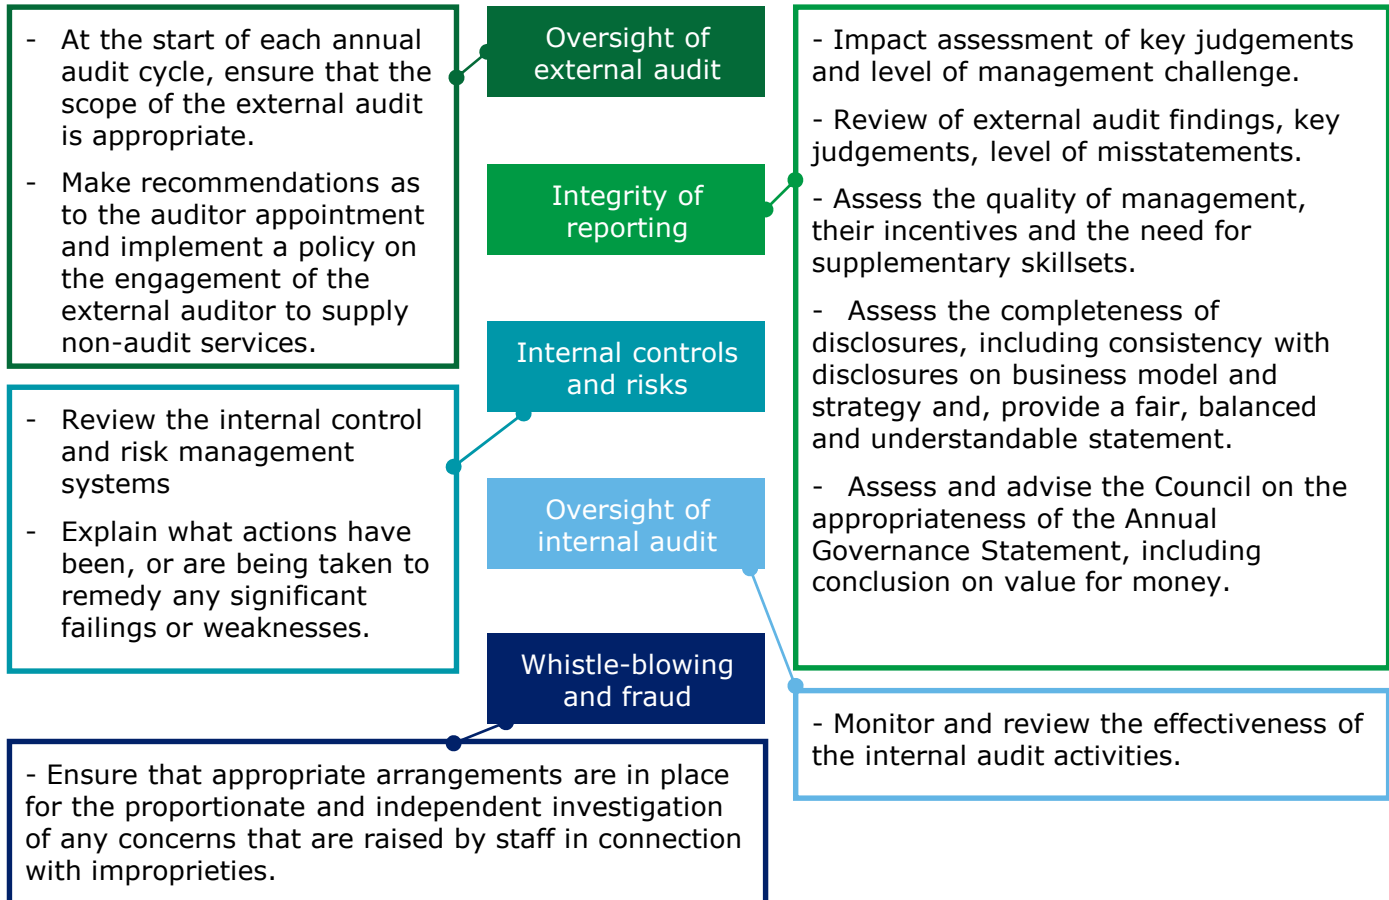 - At the start of each annual
audit cycle, ensure that the
scope of the external audit
is appropriate.
- Make recommendations as
to the auditor appointment
and implement a policy on
the engagement of the
external auditor to supply
non-audit services.
Oversight of
external audit
Integrity of
reporting
- Impact assessment of key judgements
and level of management challenge.
- Review of external audit findings, key
judgements, level of misstatements.
- Assess the quality of management,
their incentives and the need for
supplementary skillsets.
- Assess the completeness of
disclosures, including consistency with
disclosures on business model and
strategy and, provide a fair, balanced
and understandable statement.
- Assess and advise the Council on the
appropriateness of the Annual
Governance Statement, including
conclusion on value for money.
Internal controls
and risks
- Review the internal control
and risk management
systems
- Explain what actions have
been, or are being taken to
remedy any significant
failings or weaknesses.
Oversight of
internal audit
- Monitor and review the effectiveness of
the internal audit activities.
Whistle-blowing
and fraud
- Ensure that appropriate arrangements are in place
for the proportionate and independent investigation
of any concerns that are raised by staff in connection
with improprieties.